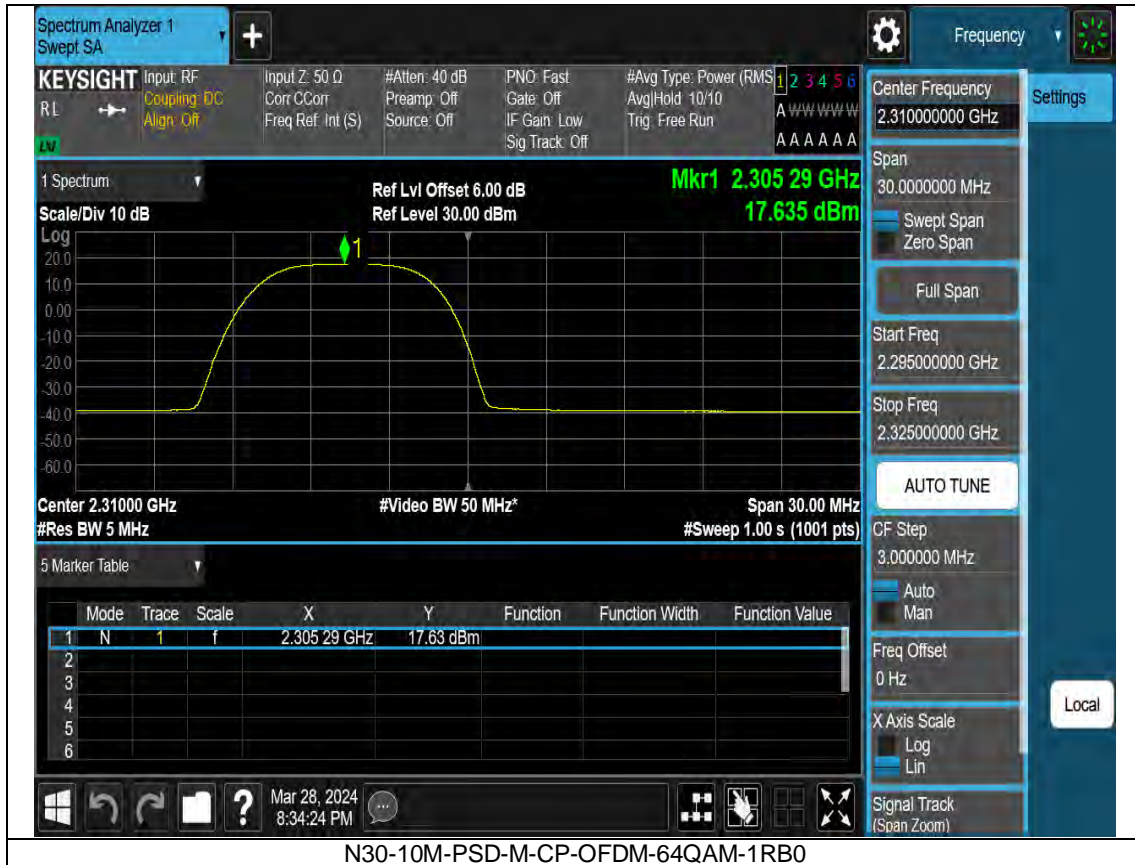 Spectrum Analyzer 1
Swept SA
Frequency
KEYSIGHT
RL
Input: RF
Coupling: DC
Align: Off
Input Z: 50 Ω
Corr CCorr
Freq Ref: Int (S)
#Atten: 40 dB
Preamp: Off
Source: Off
PNO: Fast
Gate: Off
IF Gain: Low
Sig Track: Off
#Avg Type: Power (RMS
Avg|Hold: 10/10
Trig: Free Run
1 2 3 4 5 6
A W W W W W
A A A A A A
1 Spectrum
Scale/Div 10 dB
Ref Lvl Offset 6.00 dB
Ref Level 30.00 dBm
Mkr1 2.305 29 GHz
17.635 dBm
Log
1
20.0
10.0
0.00
-10.0
-20.0
-30.0
-40.0
-50.0
-60.0
Center 2.31000 GHz
#Video BW 50 MHz*
Span 30.00 MHz
#Res BW 5 MHz
#Sweep 1.00 s (1001 pts)
5 Marker Table
Mode Trace Scale X Y Function Function Width Function Value
1 N 1 f 2.305 29 GHz 17.63 dBm
2
3
4
5
6
Mar 28, 2024
8:34:24 PM
Center Frequency
2.310000000 GHz
Settings
Span
30.0000000 MHz
Swept Span
Zero Span
Full Span
Start Freq
2.295000000 GHz
Stop Freq
2.325000000 GHz
AUTO TUNE
CF Step
3.000000 MHz
Auto
Man
Freq Offset
0 Hz
X Axis Scale
Log
Lin
Local
Signal Track
(Span Zoom)
N30-10M-PSD-M-CP-OFDM-64QAM-1RB0